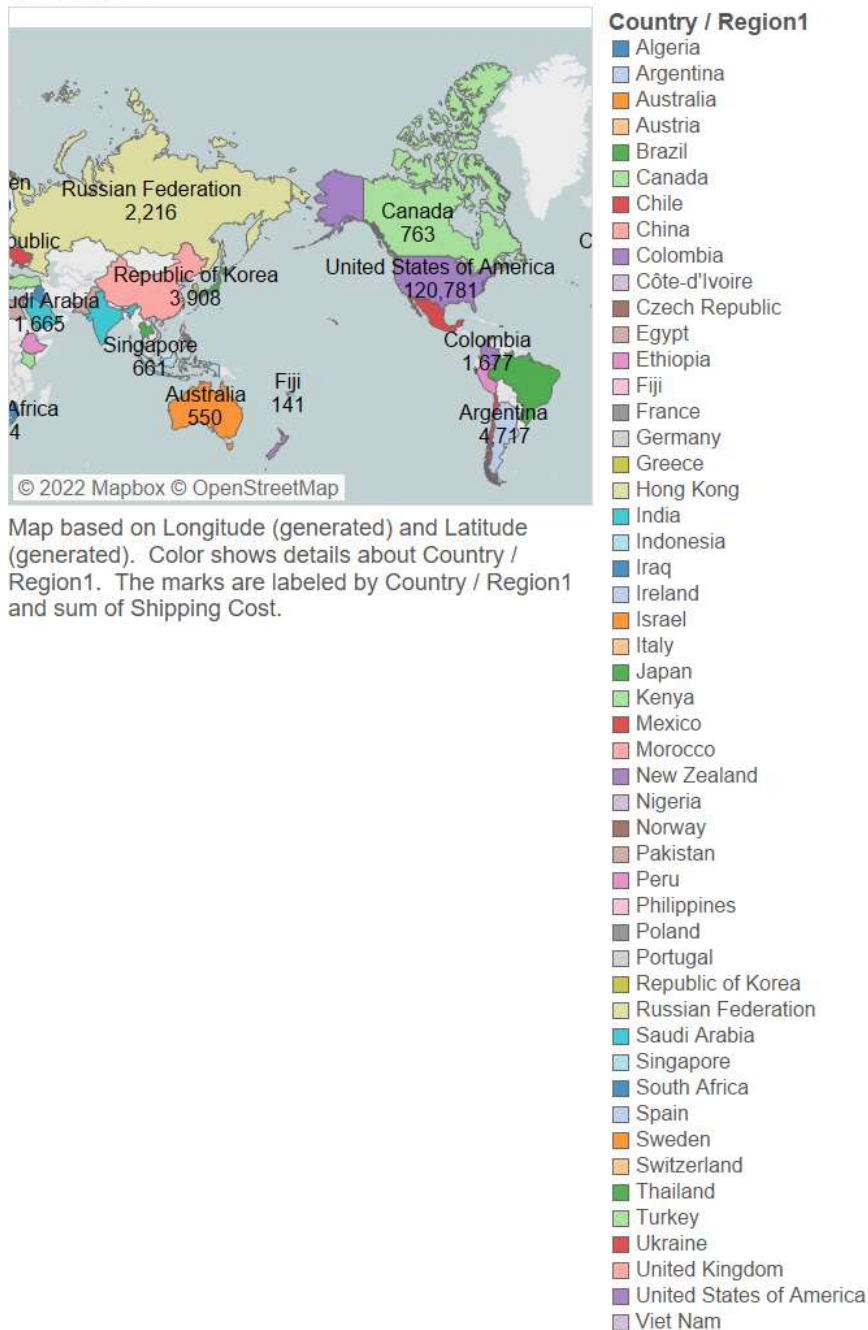 Russian Federation
2,216
Canada
763
Republic of Korea
3,908
United States of America
120,781
1,665
Singapore
661
Colombia
1,677
Fiji
141
Australia
550
Argentina
4,717
Africa
4
© 2022 Mapbox © OpenStreetMap
Map based on Longitude (generated) and Latitude
(generated). Color shows details about Country /
Region1. The marks are labeled by Country / Region1
and sum of Shipping Cost.
Country / Region1
Algeria
Argentina
Australia
Austria
Brazil
Canada
Chile
China
Colombia
Côte-d'Ivoire
Czech Republic
Egypt
Ethiopia
Fiji
France
Germany
Greece
Hong Kong
India
Indonesia
Iraq
Ireland
Israel
Italy
Japan
Kenya
Mexico
Morocco
New Zealand
Nigeria
Norway
Pakistan
Peru
Philippines
Poland
Portugal
Republic of Korea
Russian Federation
Saudi Arabia
Singapore
South Africa
Spain
Sweden
Switzerland
Thailand
Turkey
Ukraine
United Kingdom
United States of America
Viet Nam